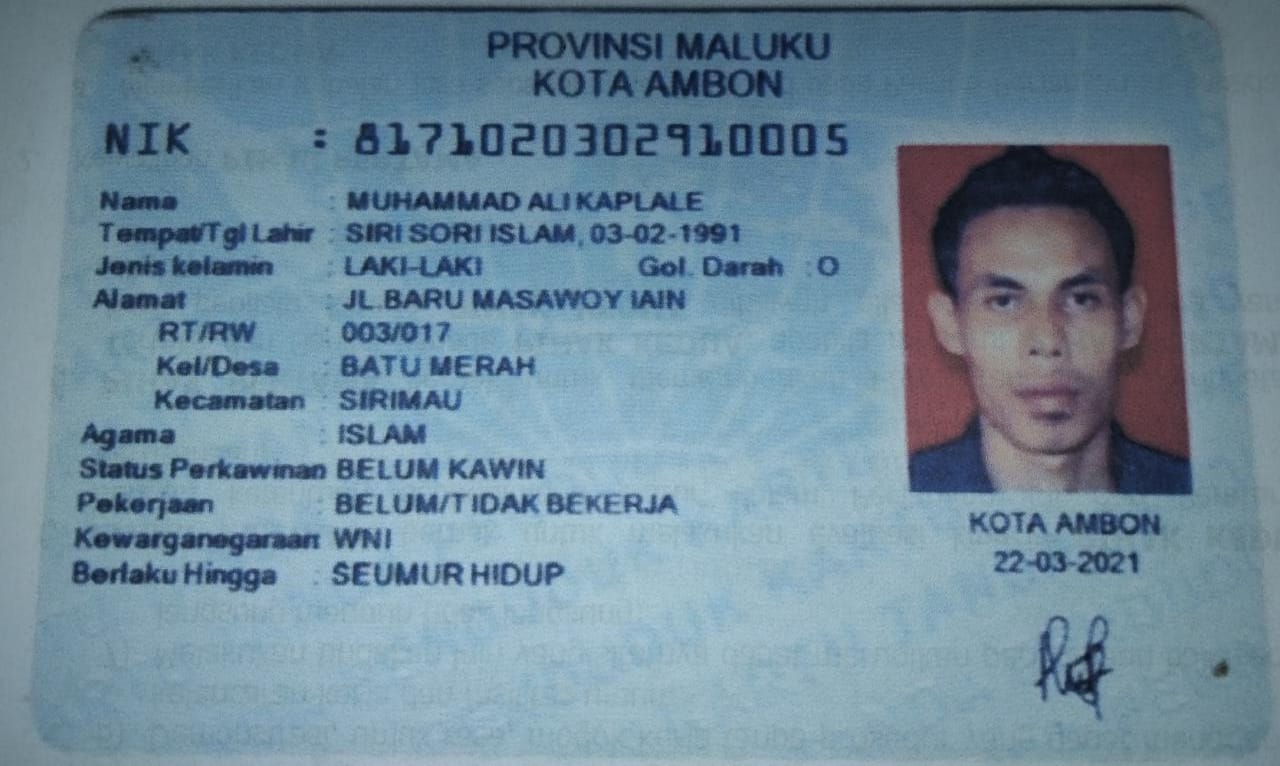 PROVINSI MALUKU
KOTA AMBON
NIK : 8171020302910005
Nama : MUHAMMAD ALI KAPLALE
Tempat/Tgl Lahir : SIRI SORI ISLAM, 03-02-1991
Jenis kelamin : LAKI-LAKI Gol. Darah : O
Alamat : JL.BARU MASAWOY IAIN
RT/RW : 003/017
Kel/Desa : BATU MERAH
Kecamatan : SIRIMAU
Agama : ISLAM
Status Perkawinan BELUM KAWIN
Pekerjaan : BELUM/TIDAK BEKERJA
Kewarganegaraan: WNI
Berlaku Hingga : SEUMUR HIDUP
KOTA AMBON
22-03-2021